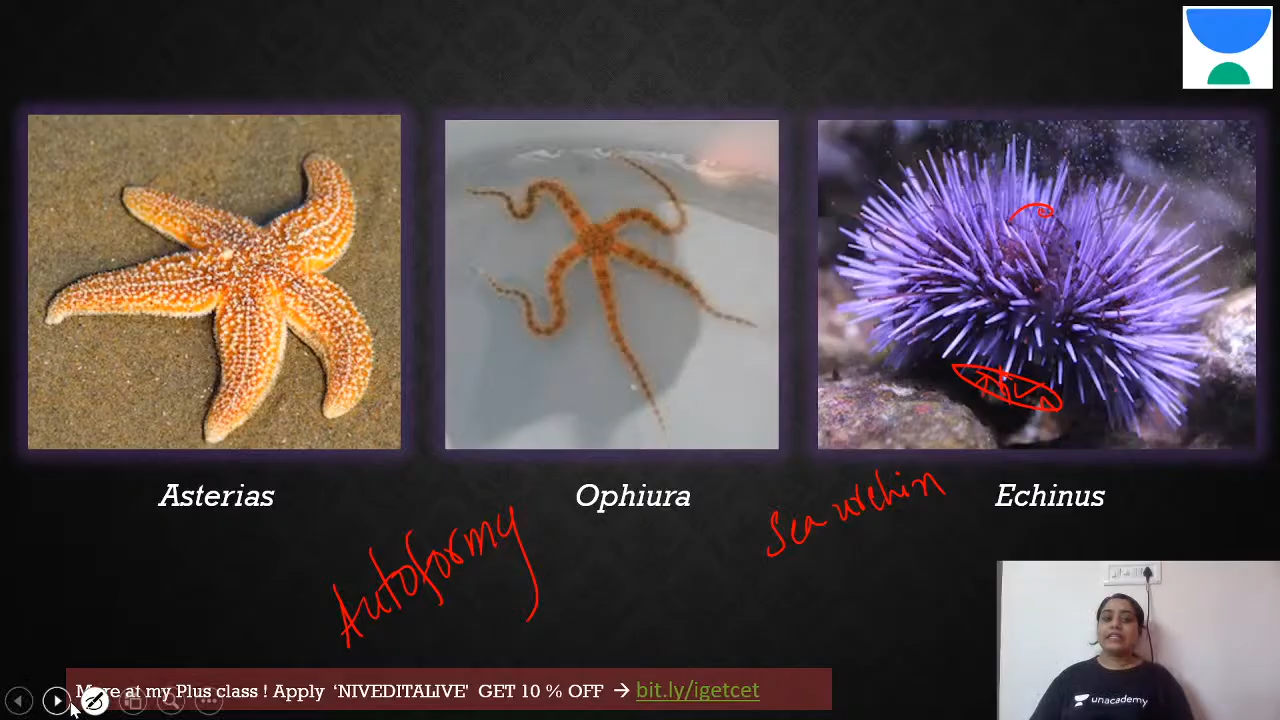 Asterias
Ophiura
Echinus
Autoformy
Sea urchin
More at my Plus class ! Apply 'NIVEDITALIVE' GET 10 % OFF → bit.ly/igetcet
unacademy